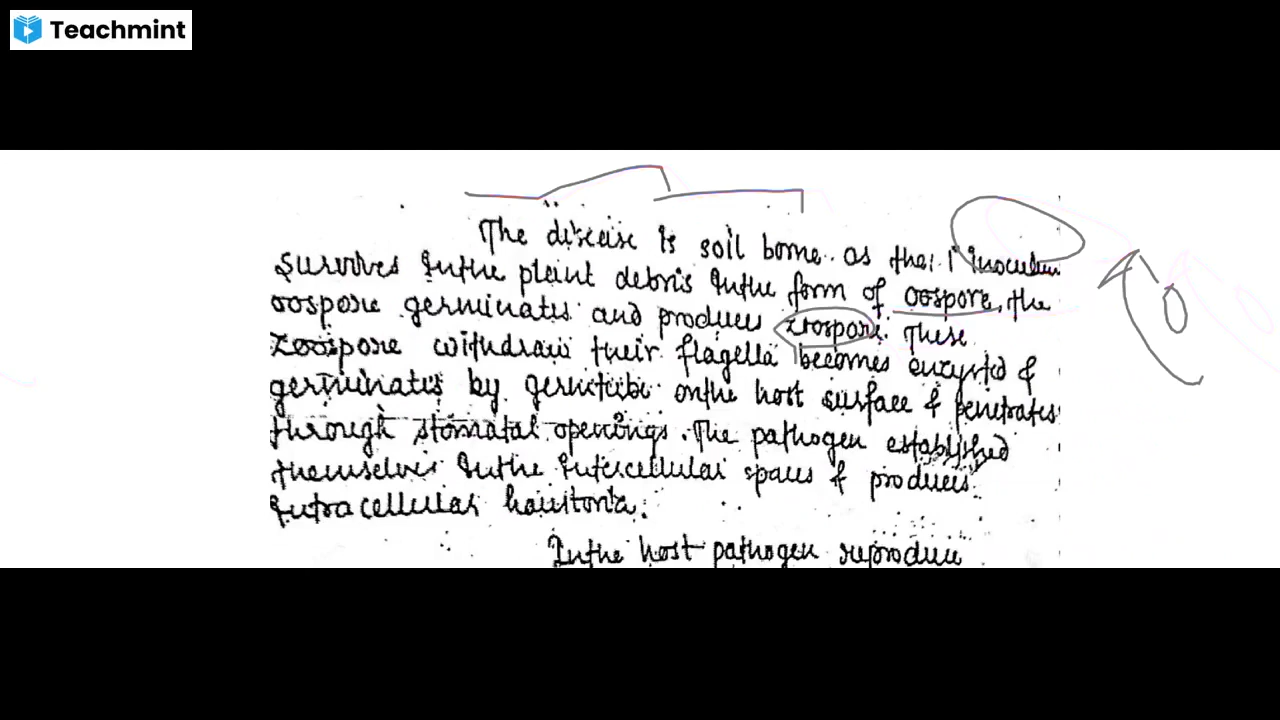 Teachmint
The disease is soil borne as the 1° inoculum
survives in the plant debris in the form of oospore, the
oospore germinates and produces zoospore. These
zoospore withdraw their flagella becomes encysted &
germinates by germtube on the host surface & penetrates
through stomatal openings. The pathogen established
themselves in the intercellular spaces & produces
intracellular haustoria.
In the host pathogen reproduce